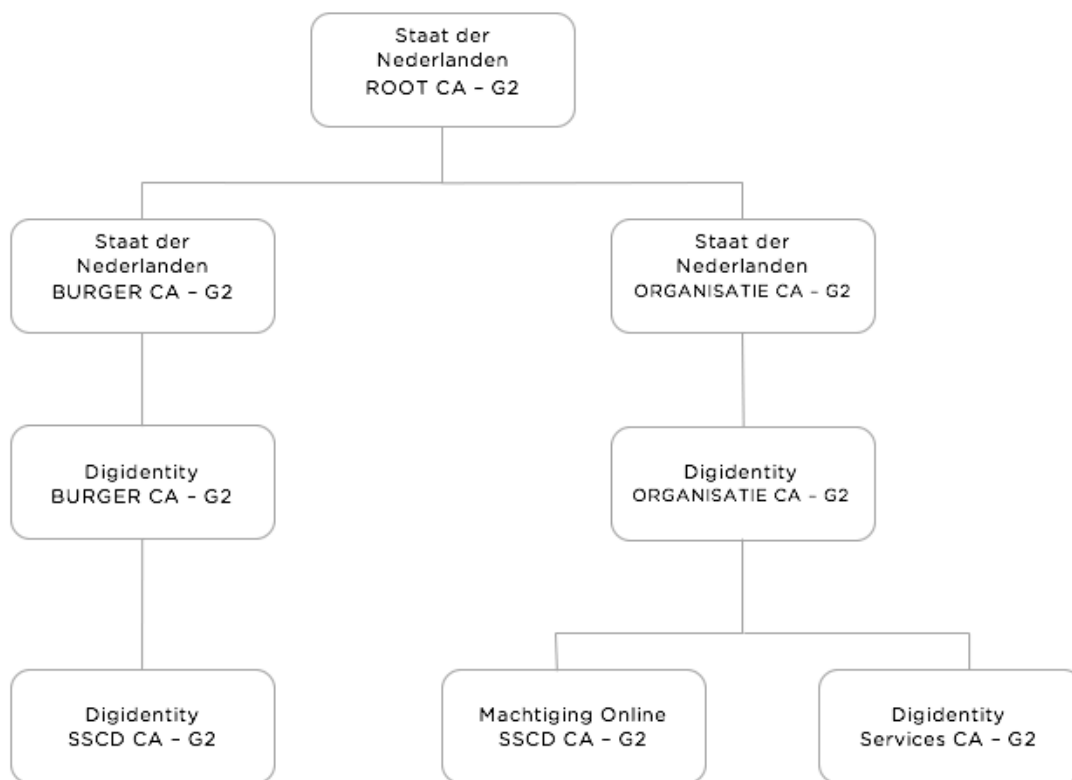 Staat der
Nederlanden
ROOT CA – G2
Staat der
Nederlanden
BURGER CA – G2
Staat der
Nederlanden
ORGANISATIE CA – G2
Digidentity
BURGER CA – G2
Digidentity
ORGANISATIE CA – G2
Digidentity
SSCD CA – G2
Machtiging Online
SSCD CA – G2
Digidentity
Services CA – G2